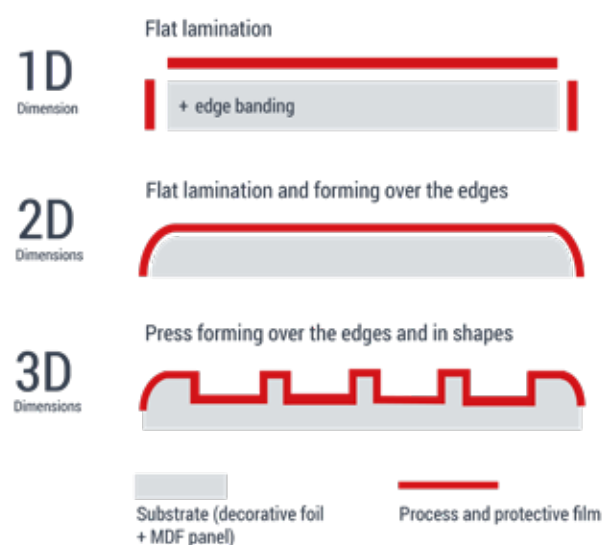 Flat lamination
1D
Dimension
+ edge banding
Flat lamination and forming over the edges
2D
Dimensions
Press forming over the edges and in shapes
3D
Dimensions
Substrate (decorative foil
+ MDF panel)
Process and protective film